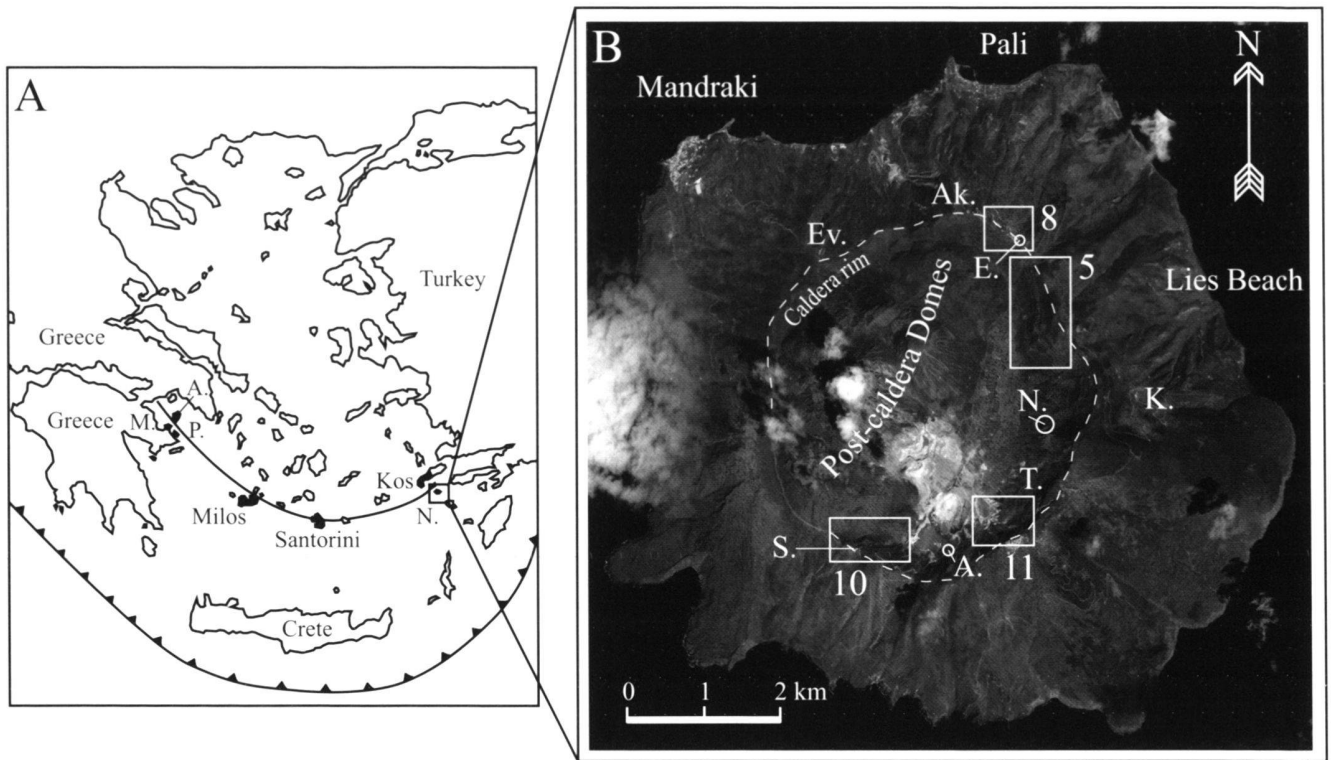 A
Turkey
Greece
A.
Greece
M.
P.
Kos
Milos
N.
Santorini
Crete
B
Pali
N
Mandraki
Ak.
8
Ev.
E.
5
Caldera rim
Lies Beach
Post-caldera Domes
N.
K.
T.
S.
10
A.
11
0 1 2 km